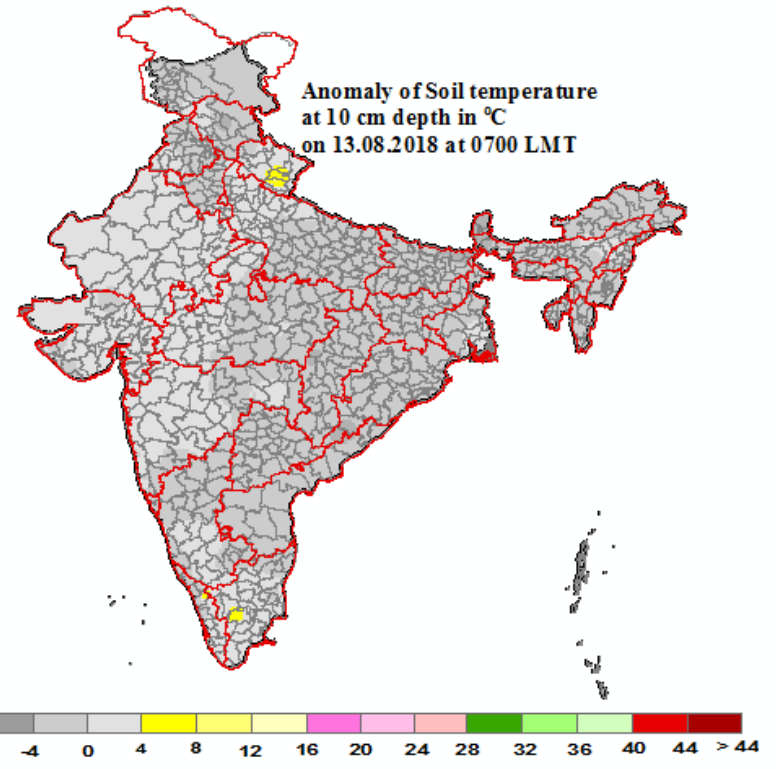 Anomaly of Soil temperature
at 10 cm depth in ⁰C
on 13.08.2018 at 0700 LMT
-4 0 4 8 12 16 20 24 28 32 36 40 44 > 44